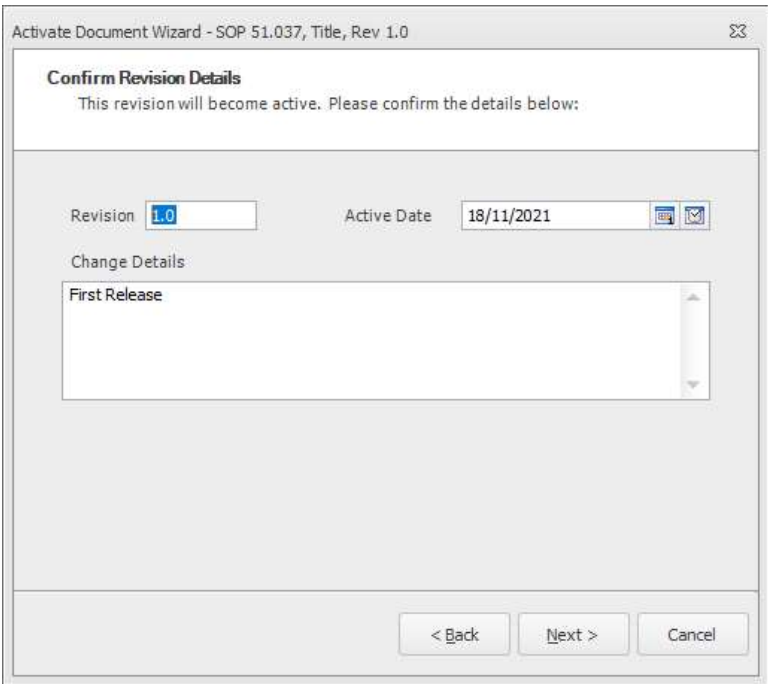 Activate Document Wizard - SOP 51.037, Title, Rev 1.0
Confirm Revision Details
This revision will become active. Please confirm the details below:
Revision 1.0 Active Date 18/11/2021
Change Details
First Release
< Back Next > Cancel